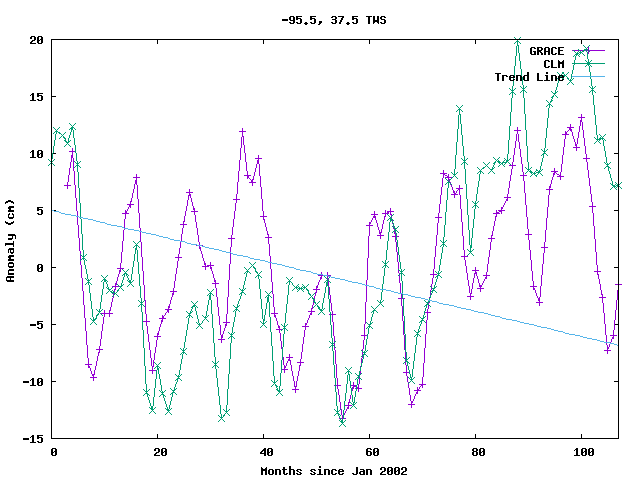 -95.5, 37.5 TWS
GRACE
CLM
Trend Line
20
15
10
5
0
-5
-10
-15
Anomaly (cm)
0 20 40 60 80 100
Months since Jan 2002